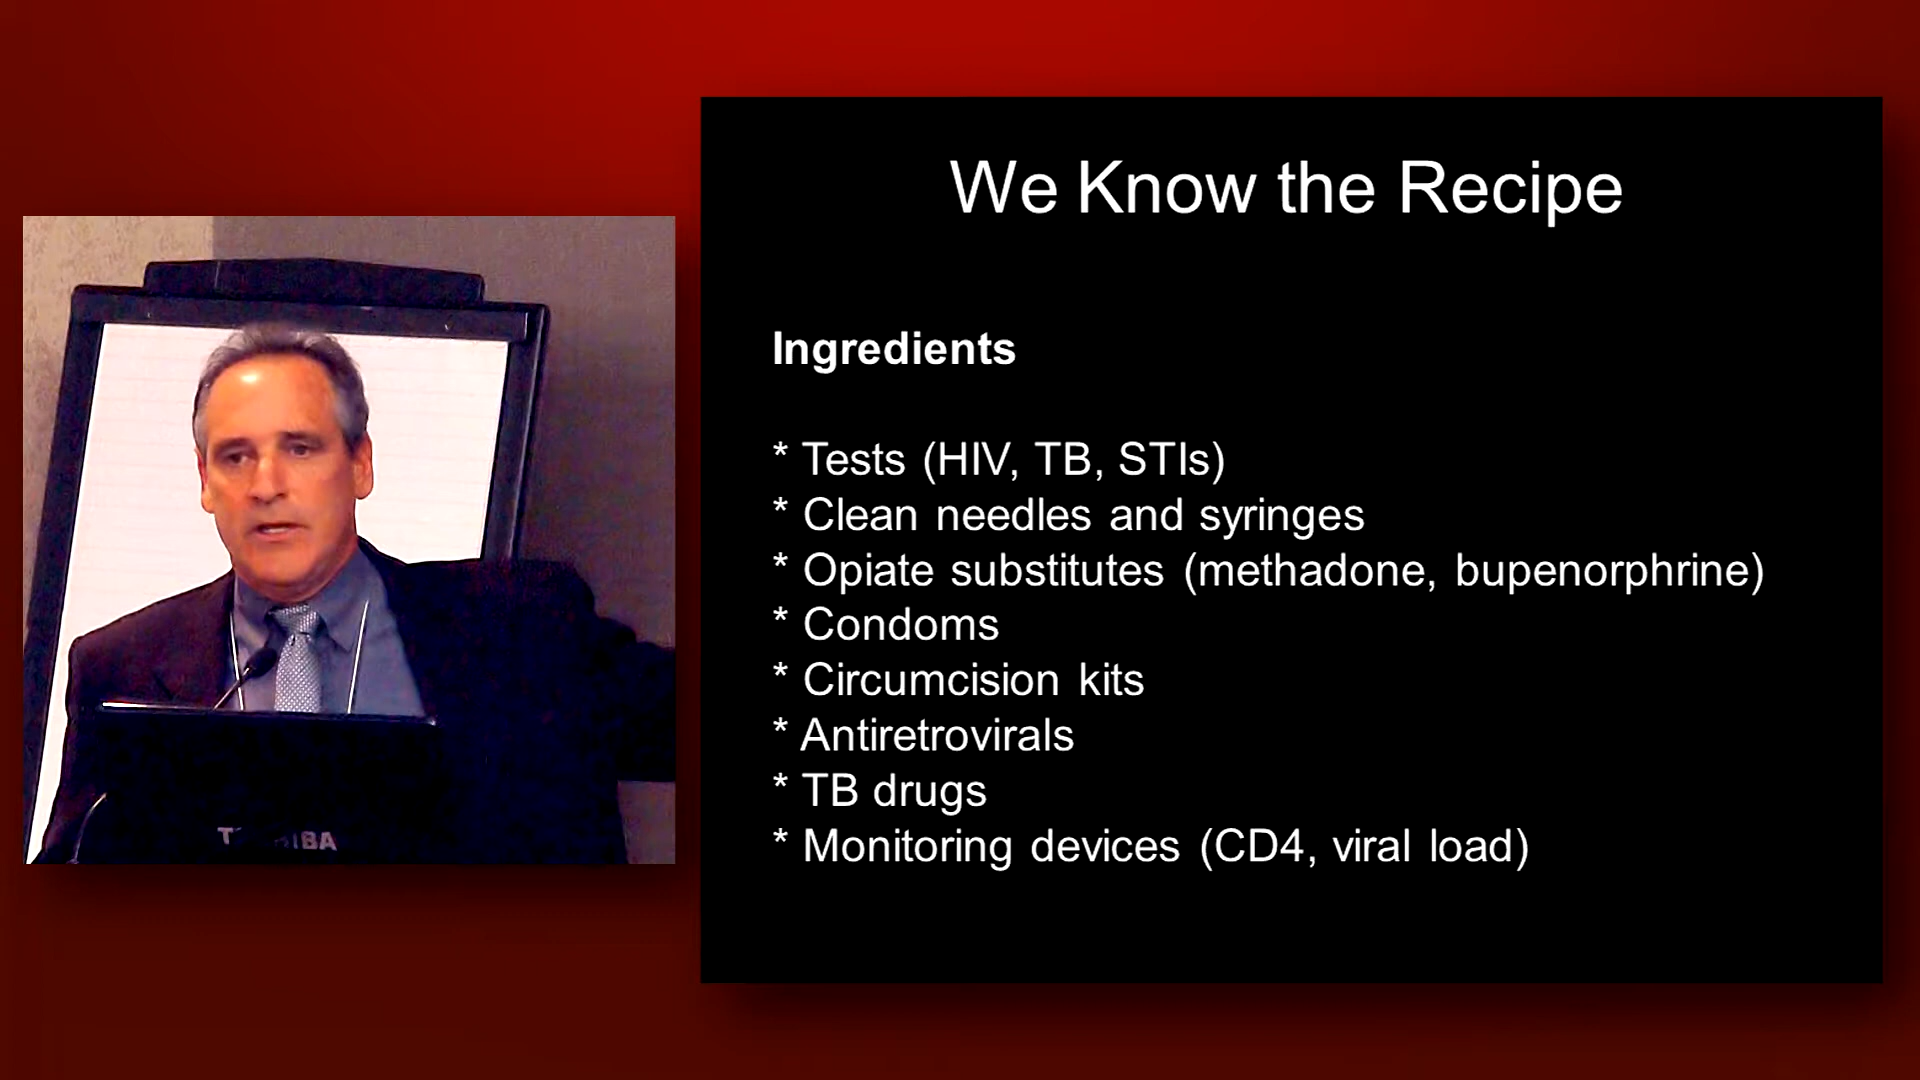 We Know the Recipe
Ingredients
* Tests (HIV, TB, STIs)
* Clean needles and syringes
* Opiate substitutes (methadone, bupenorphrine)
* Condoms
* Circumcision kits
* Antiretrovirals
* TB drugs
* Monitoring devices (CD4, viral load)